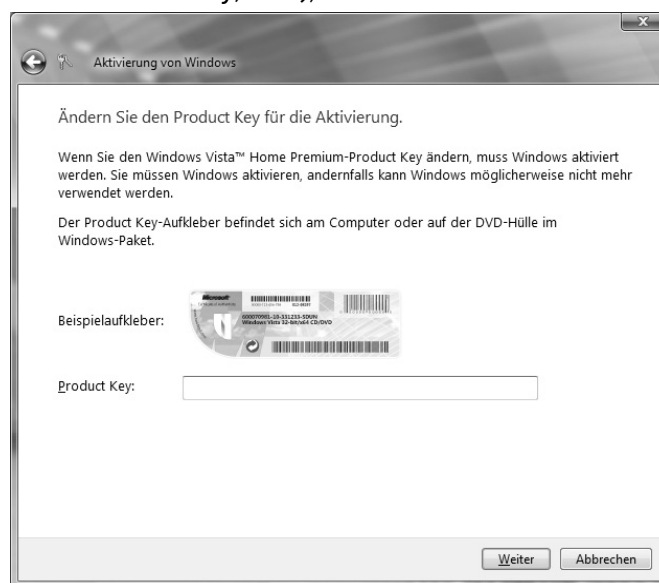 Aktivierung von Windows
Ändern Sie den Product Key für die Aktivierung.
Wenn Sie den Windows Vista™ Home Premium-Product Key ändern, muss Windows aktiviert
werden. Sie müssen Windows aktivieren, andernfalls kann Windows möglicherweise nicht mehr
verwendet werden.
Der Product Key-Aufkleber befindet sich am Computer oder auf der DVD-Hülle im
Windows-Paket.
Beispielaufkleber:
Microsoft
Windows Vista 32-bit/x64 CD/DVD
Product Key:
Weiter
Abbrechen